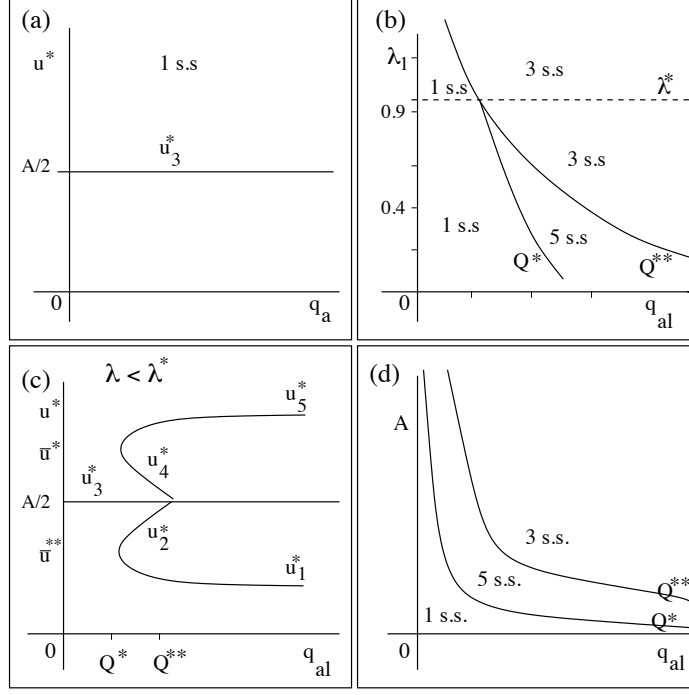 (a)
u*
1 s.s
u*3
A/2
0
qa
(b)
λ1
3 s.s
1 s.s
λ*
0.9
3 s.s
0.4
1 s.s
5 s.s
Q*
Q**
0
qal
(c)
λ < λ*
u*
u*5
ū*
u*4
u*3
A/2
u*2
ū**
u*1
0
Q*
Q**
qal
(d)
A
3 s.s.
5 s.s.
Q**
1 s.s.
Q*
0
qal